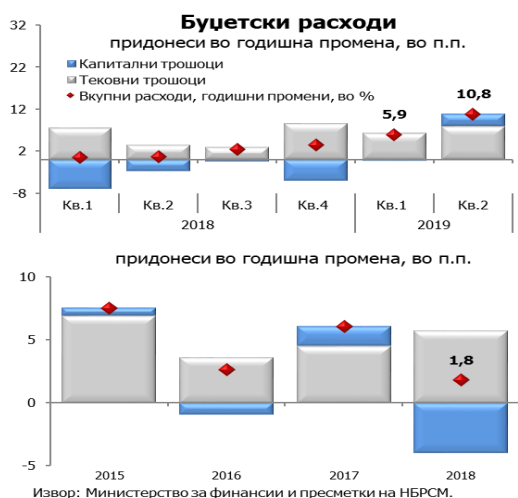 Буџетски расходи
придонеси во годишна промена, во п.п.
Капитални трошоци
Тековни трошоци
Вкупни расходи, годишни промени, во %
32
22
12
2
-8
5,9
10,8
Кв.1 Кв.2 Кв.3 Кв.4 Кв.1 Кв.2
2018 2019
придонеси во годишна промена, во п.п.
10
5
0
-5
1,8
2015 2016 2017 2018
Извор: Министерство за финансии и пресметки на НБРСМ.